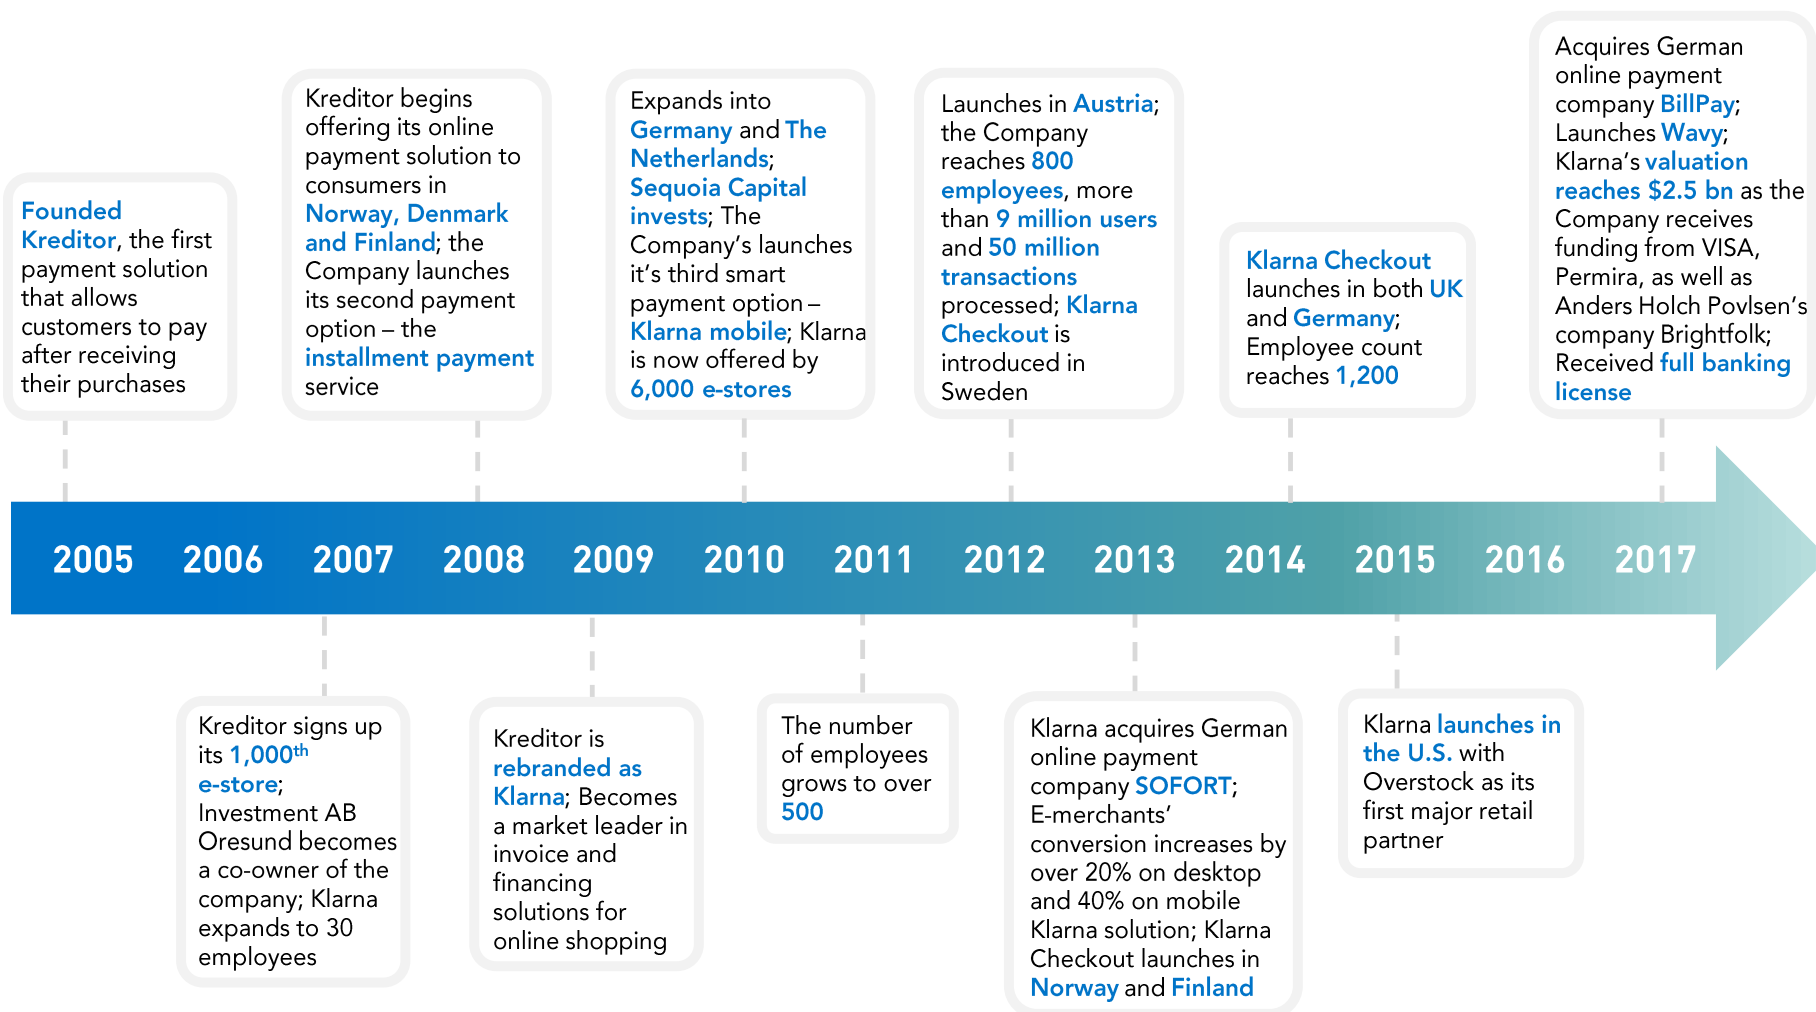 Founded
Kreditor, the first
payment solution
that allows
customers to pay
after receiving
their purchases
Kreditor begins
offering its online
payment solution to
consumers in
Norway, Denmark
and Finland; the
Company launches
its second payment
option – the
installment payment
service
Expands into
Germany and The
Netherlands;
Sequoia Capital
invests; The
Company’s launches
it’s third smart
payment option –
Klarna mobile; Klarna
is now offered by
6,000 e-stores
Launches in Austria;
the Company
reaches 800
employees, more
than 9 million users
and 50 million
transactions
processed; Klarna
Checkout is
introduced in
Sweden
Klarna Checkout
launches in both UK
and Germany;
Employee count
reaches 1,200
Acquires German
online payment
company BillPay;
Launches Wavy;
Klarna’s valuation
reaches $2.5 bn as the
Company receives
funding from VISA,
Permira, as well as
Anders Holch Povlsen’s
company Brightfolk;
Received full banking
license
2005 2006 2007 2008 2009 2010 2011 2012 2013 2014 2015 2016 2017
Kreditor signs up
its 1,000th
e-store;
Investment AB
Oresund becomes
a co-owner of the
company; Klarna
expands to 30
employees
Kreditor is
rebranded as
Klarna; Becomes
a market leader in
invoice and
financing
solutions for
online shopping
The number
of employees
grows to over
500
Klarna acquires German
online payment
company SOFORT;
E-merchants’
conversion increases by
over 20% on desktop
and 40% on mobile
Klarna solution; Klarna
Checkout launches in
Norway and Finland
Klarna launches in
the U.S. with
Overstock as its
first major retail
partner